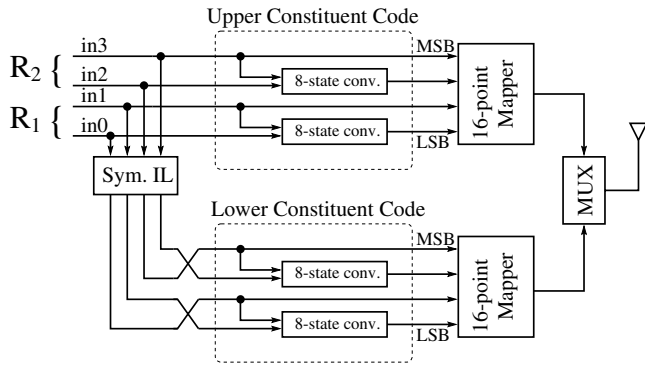 Upper Constituent Code
in3
MSB
R2 {
in2
8-state conv.
in1
R1 {
in0
8-state conv.
LSB
16-point
Mapper
Sym. IL
MUX
Lower Constituent Code
MSB
8-state conv.
8-state conv.
LSB
16-point
Mapper